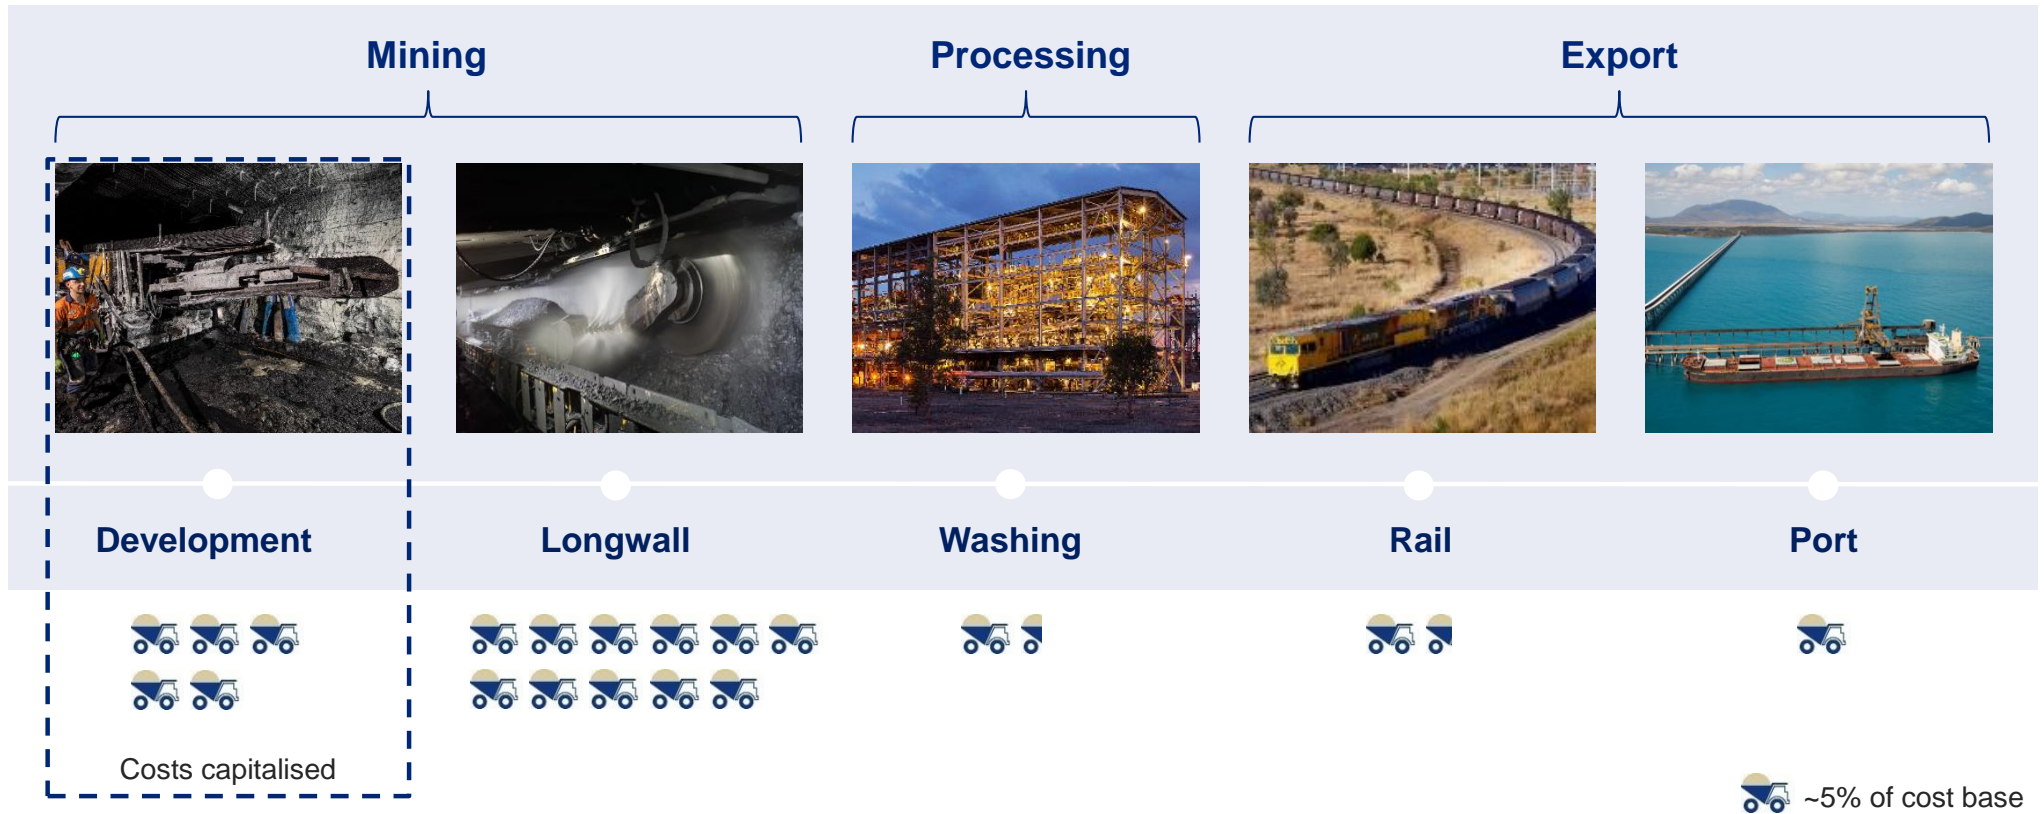 Mining
Processing
Export
Development
Longwall
Washing
Rail
Port
Costs capitalised
~5% of cost base